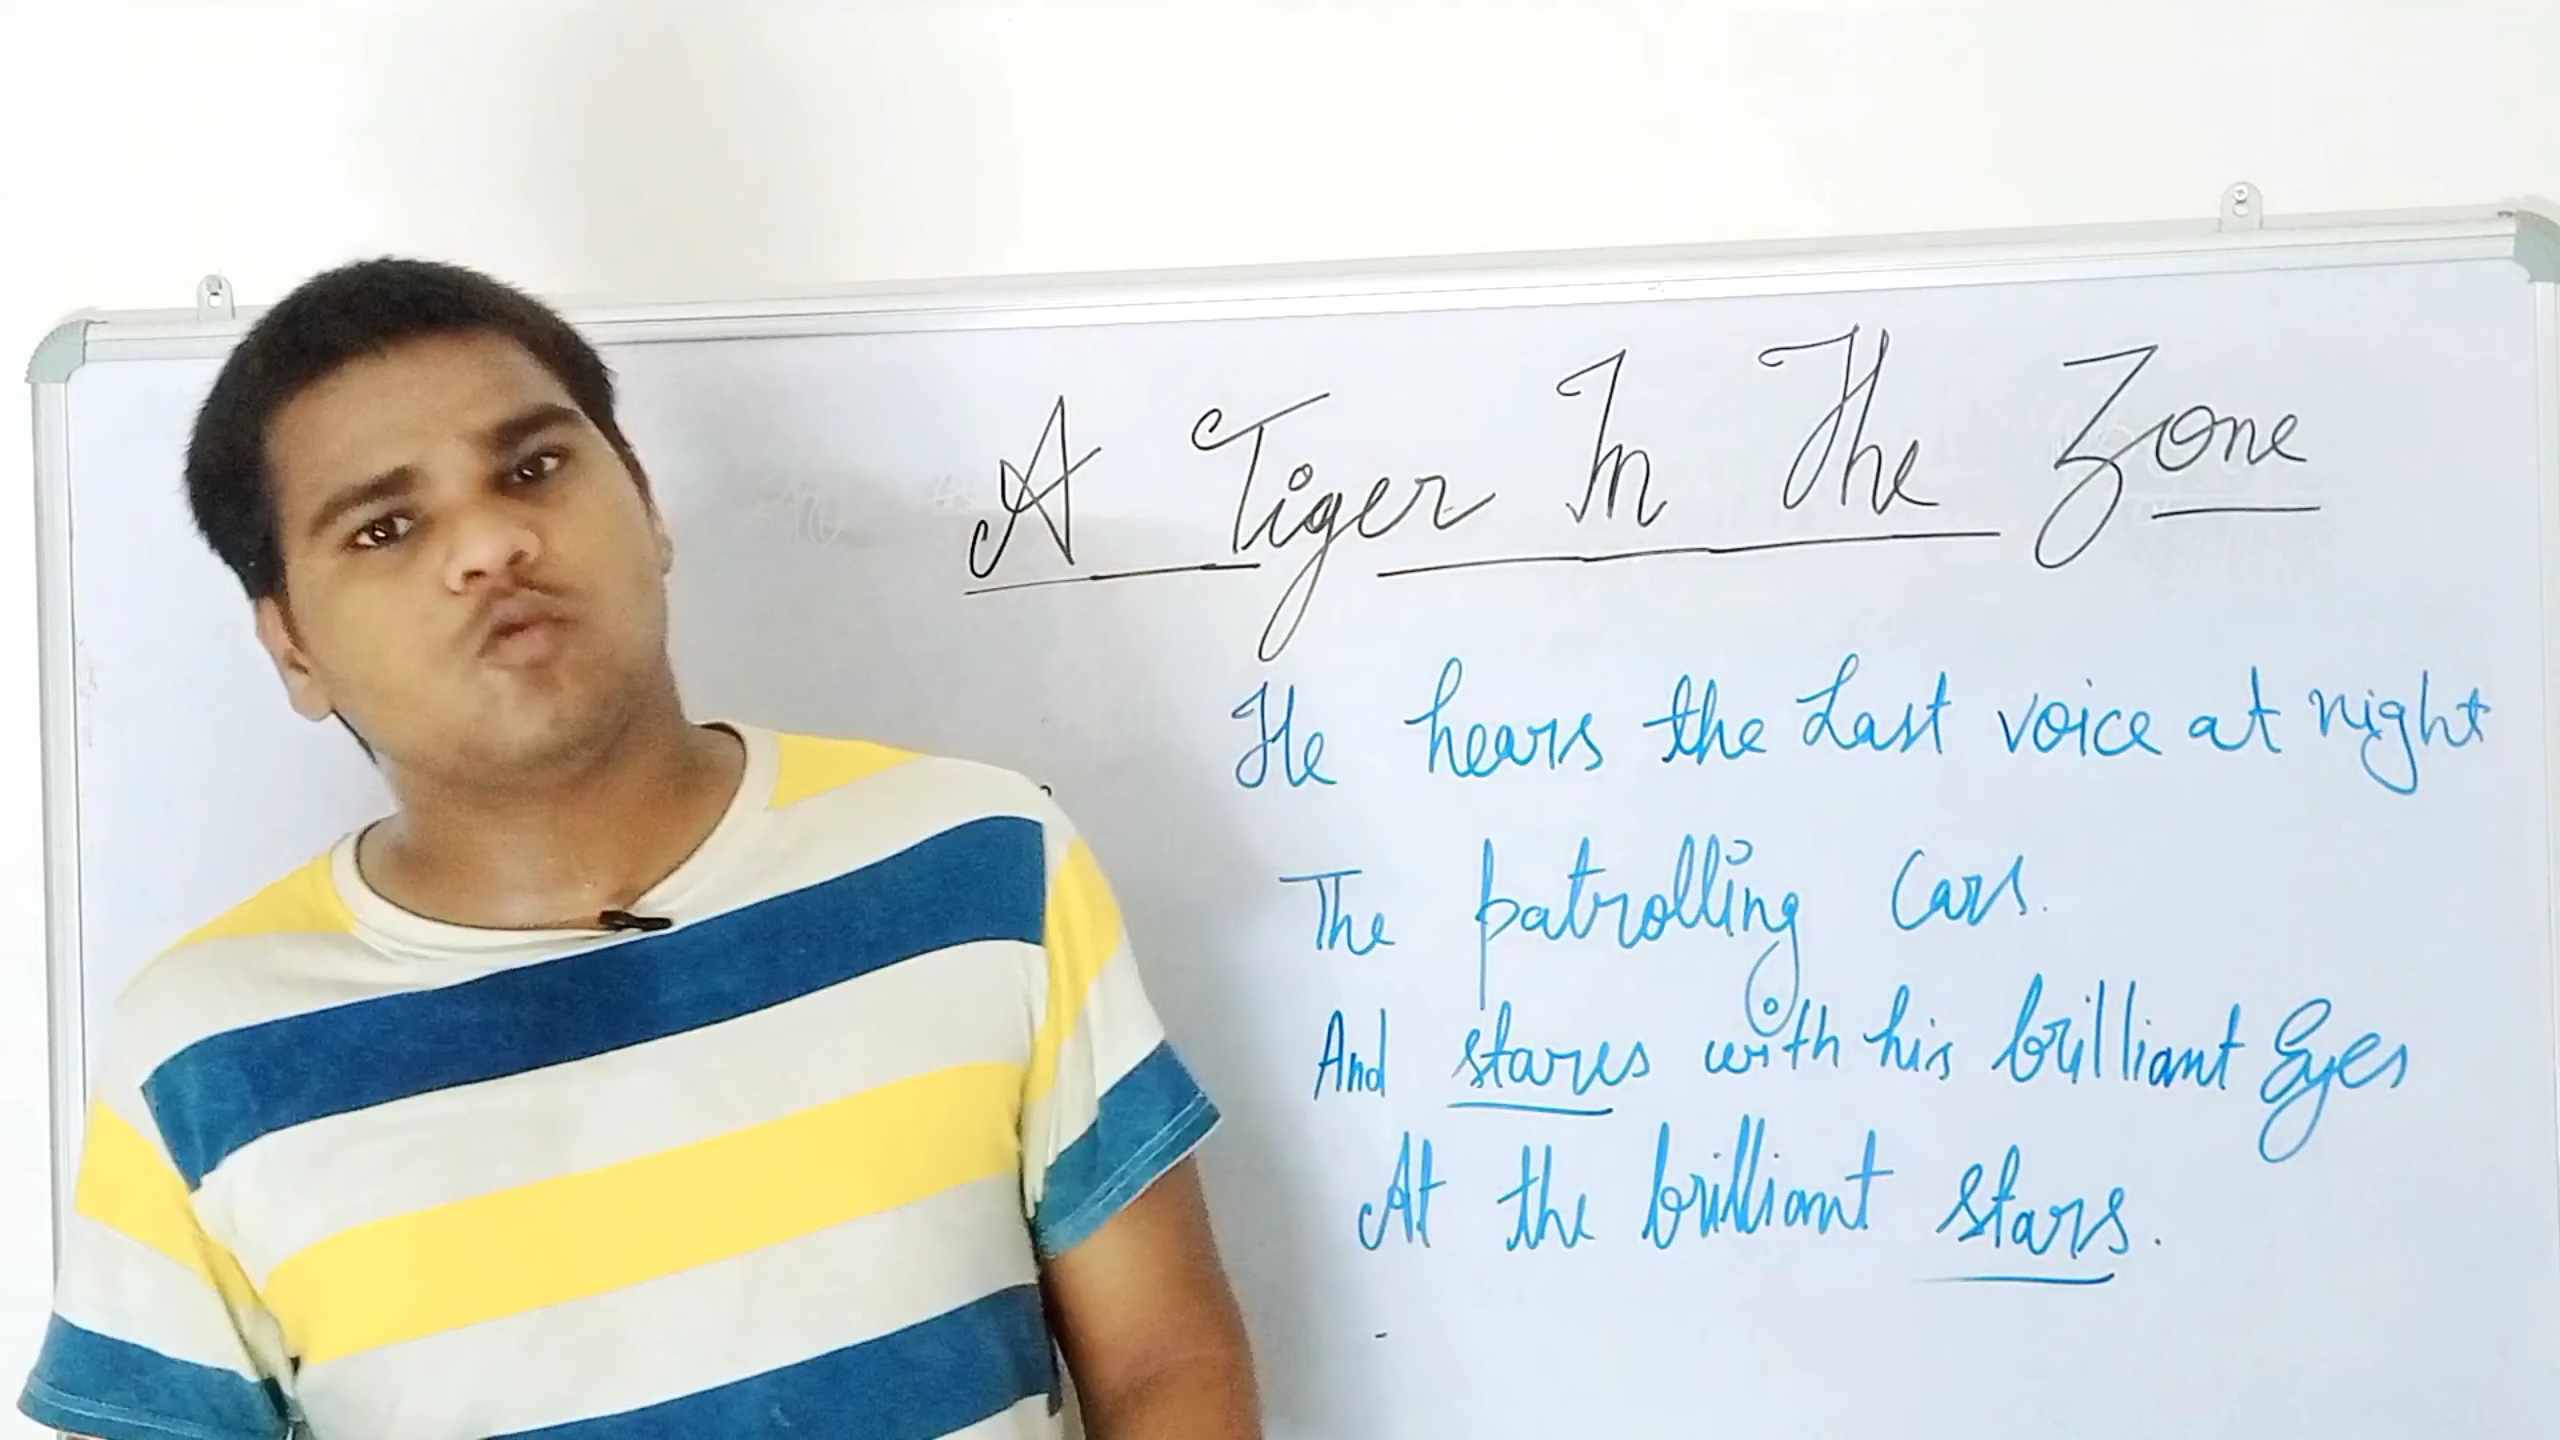 A Tiger In The Zone
He hears the Last voice at night
The patrolling cars.
And stares with his brilliant Eyes
At the brilliant stars.